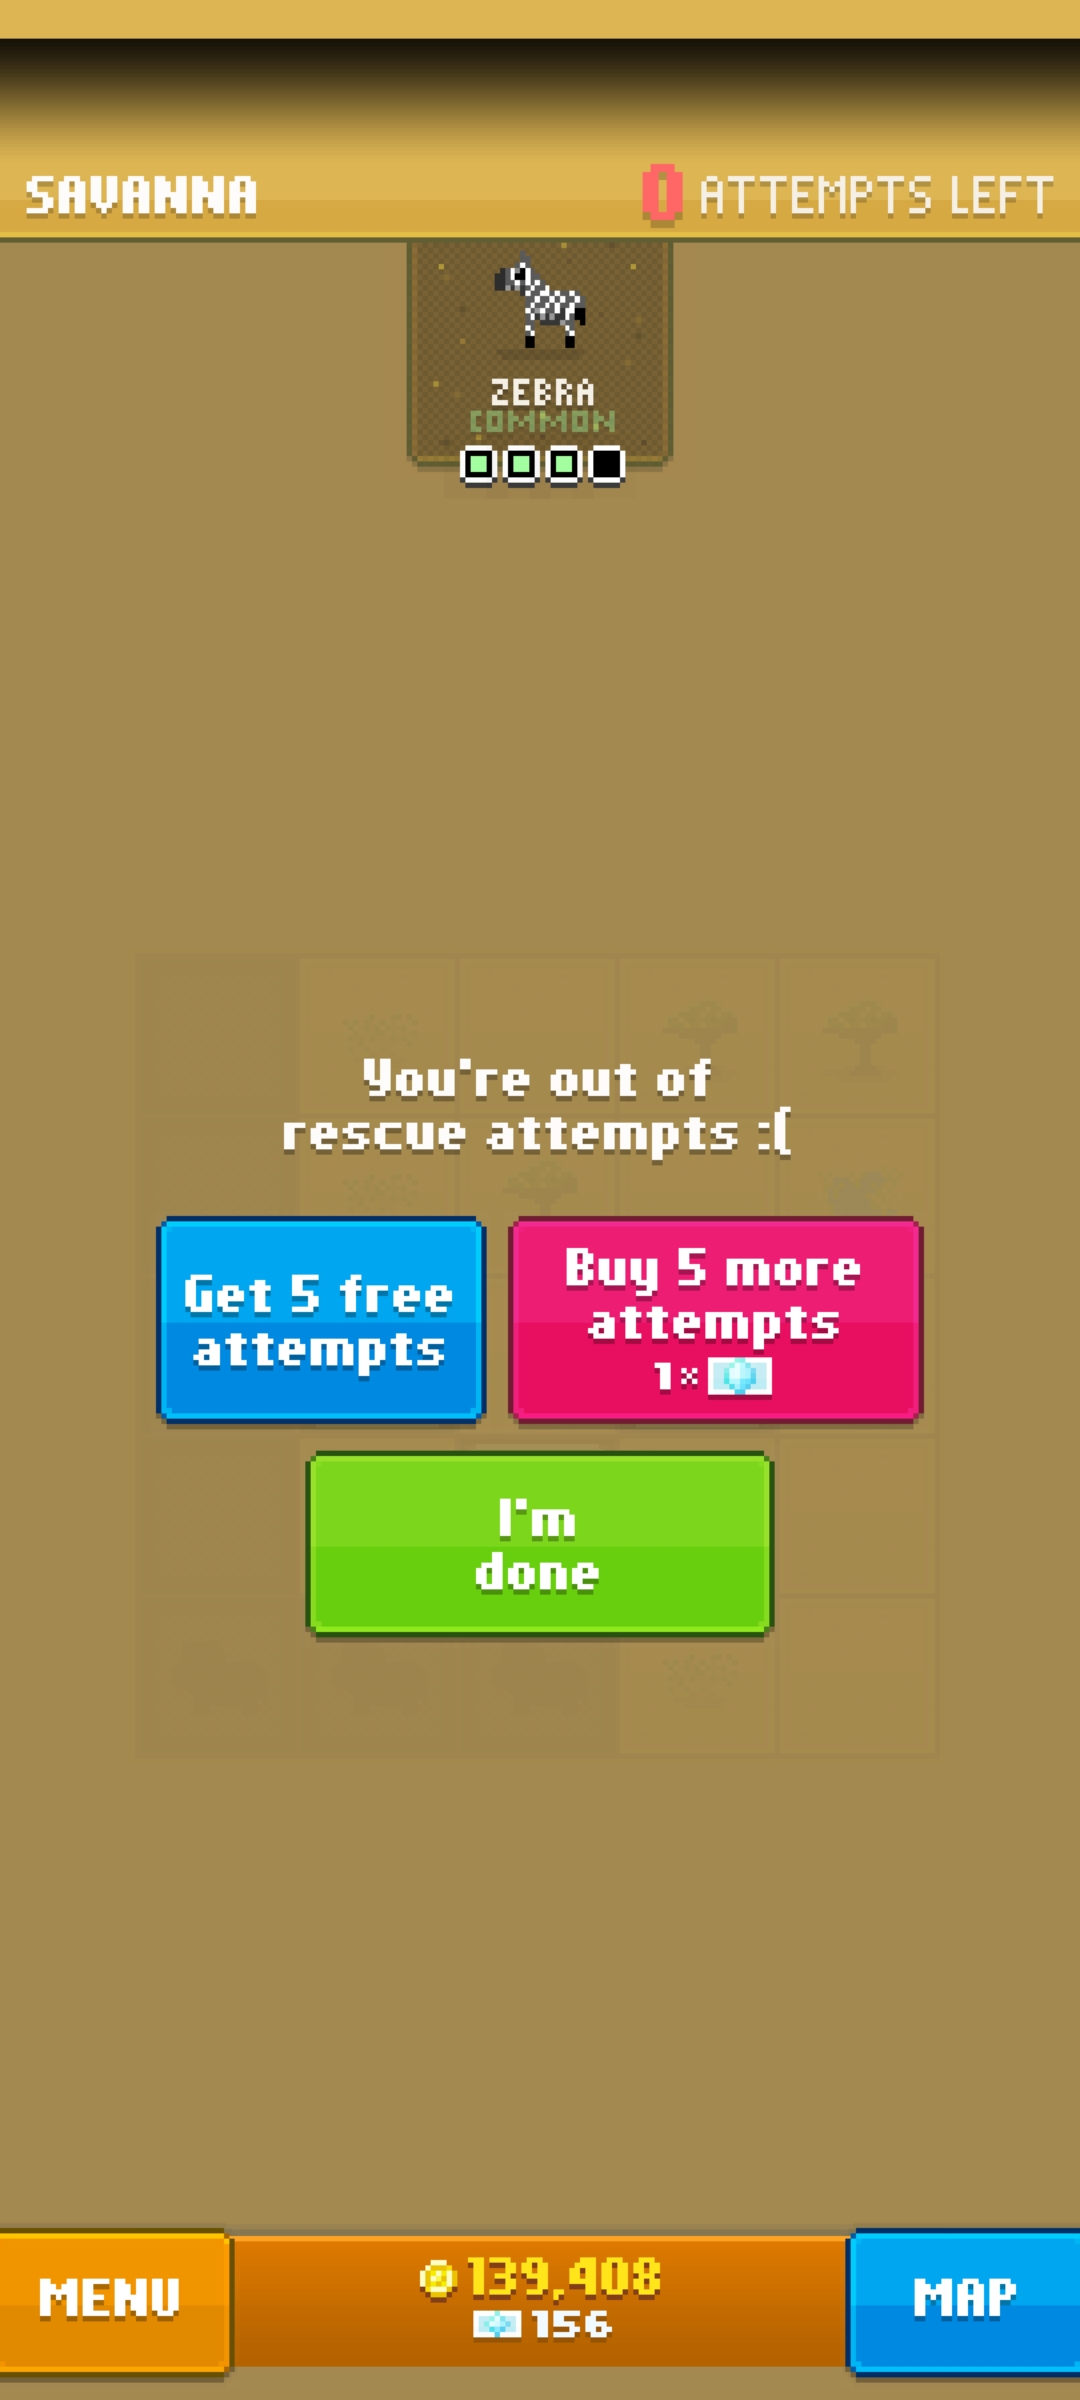 SAVANNA
0 ATTEMPTS LEFT
ZEBRA
COMMON
You're out of
rescue attempts :(
Get 5 free
attempts
Buy 5 more
attempts
1×
I'm
done
MENU
139,408
156
MAP